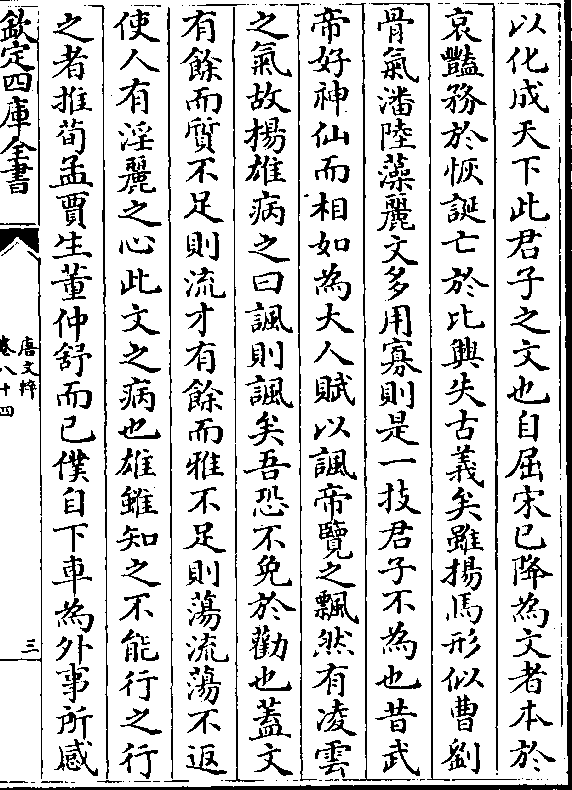 以化成天下此君子之文也自屈宋已降為文者本於
哀豔務於恢誕亡於比興失古義矣雖揚馬形似曹劉
骨氣潘陸藻麗文多用寡則是一技君子不為也昔武
帝好神仙而相如為大人賦以諷帝覽之飄然有凌雲
之氣故揚雄病之曰諷則諷矣吾恐不免於勸也蓋文
有餘而質不足則流才有餘而雅不足則蕩流蕩不返
使人有淫麗之心此文之病也雄雖知之不能行之行
之者推荀孟賈生董仲舒而已僕自下車為外事所感
欽定四庫全書
唐文粹
卷八十四
三